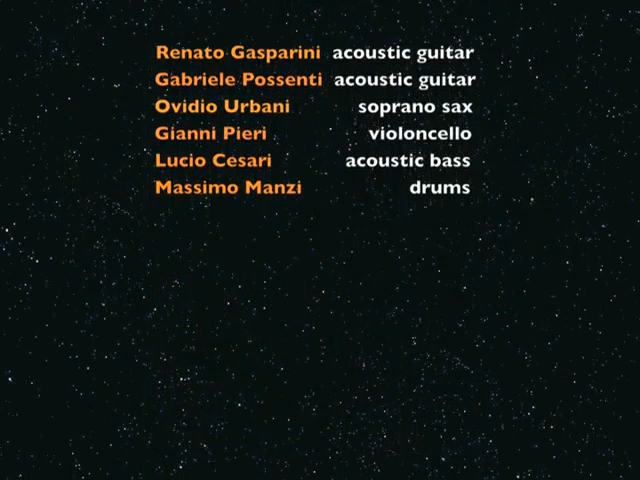 Renato Gasparini acoustic guitar
Gabriele Possenti acoustic guitar
Ovidio Urbani soprano sax
Gianni Pieri violoncello
Lucio Cesari acoustic bass
Massimo Manzi drums